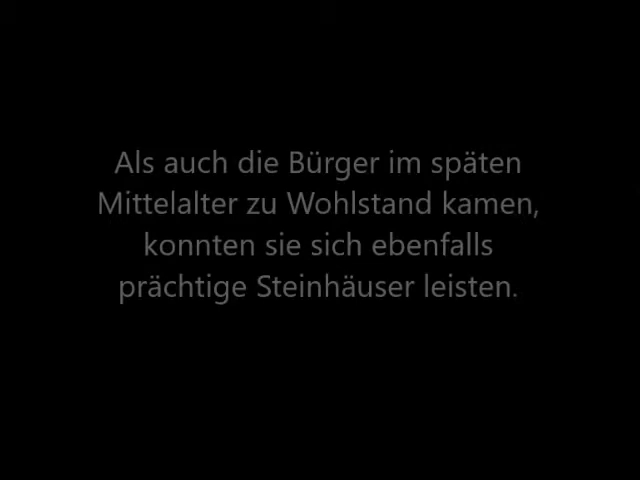 Als auch die Bürger im späten
Mittelalter zu Wohlstand kamen,
konnten sie sich ebenfalls
prächtige Steinhäuser leisten.